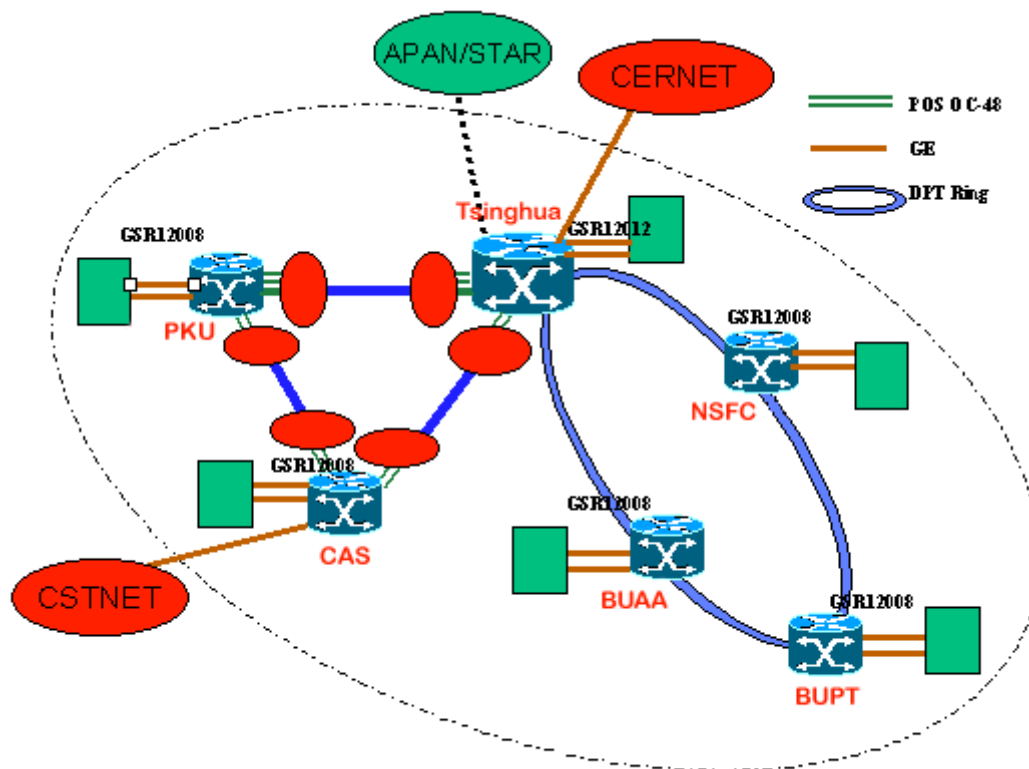 APAN/STAR
CERNET
POS OC-48
GE
DPT Ring
Tsinghua
GSR12012
GSR12008
PKU
GSR12008
NSFC
GSR12008
CAS
GSR12008
BUAA
CSTNET
GSR12008
BUPT